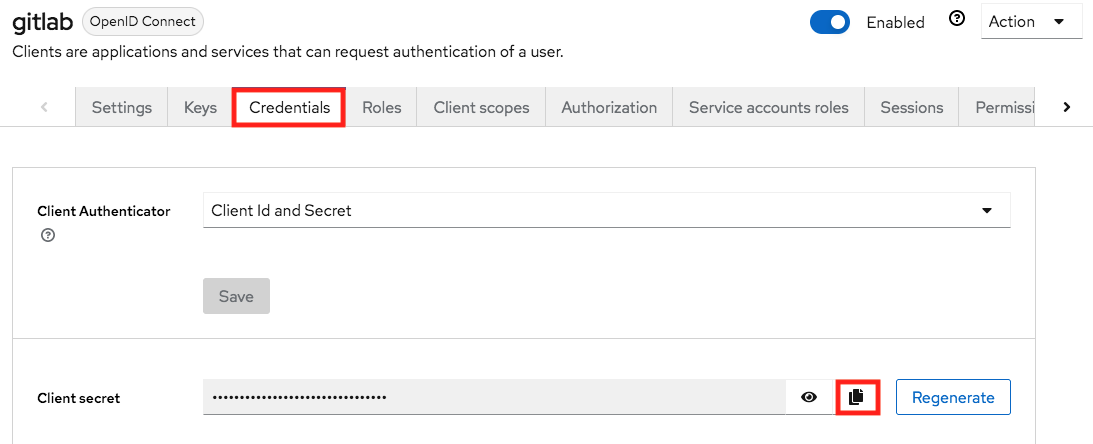 gitlab OpenID Connect Enabled Action
Clients are applications and services that can request authentication of a user.
Settings Keys Credentials Roles Client scopes Authorization Service accounts roles Sessions Permissi
Client Authenticator Client Id and Secret
Save
Client secret •••••••••••••••••••••••••••••••• Regenerate